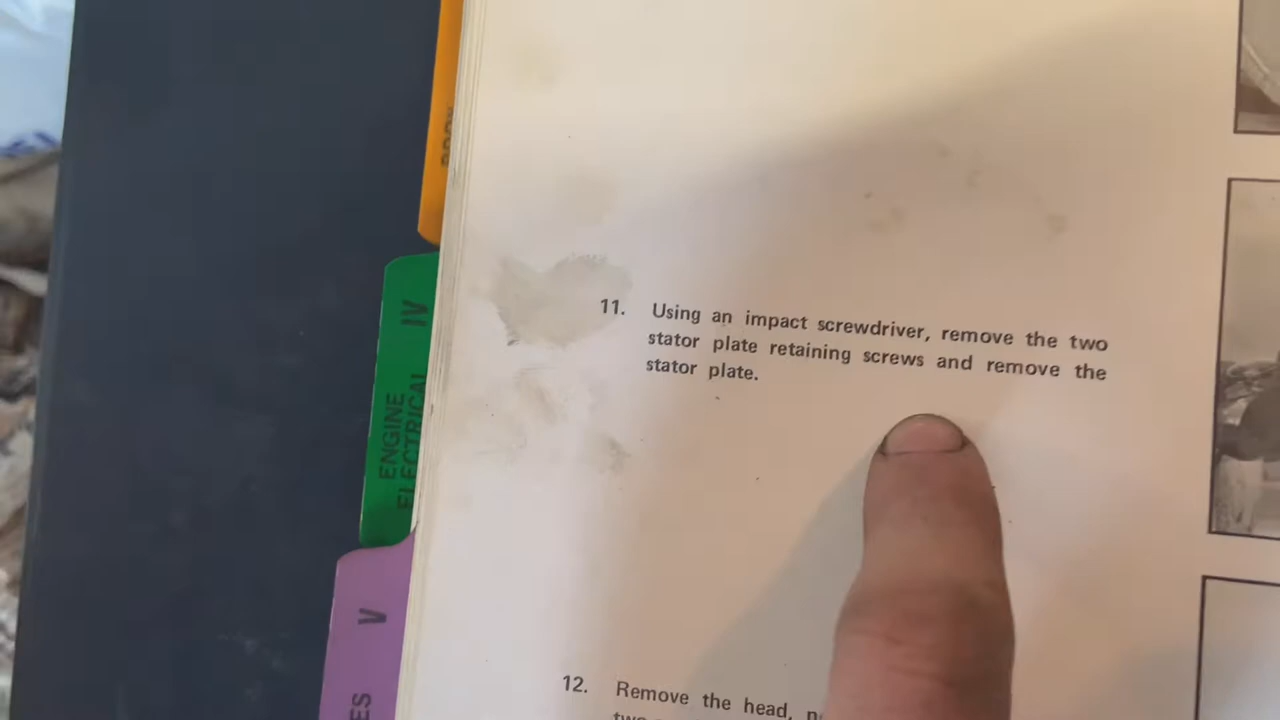 IV
ENGINE
ELECTRICAL
V
11. Using an impact screwdriver, remove the two
stator plate retaining screws and remove the
stator plate.
12. Remove the head,